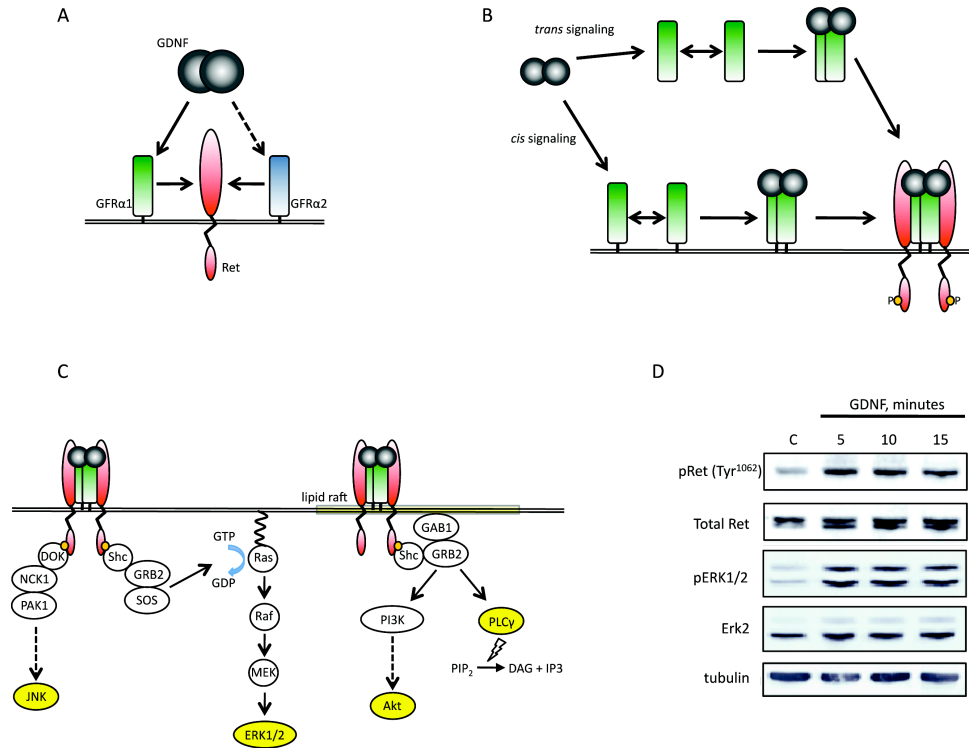 A
GDNF
GFRα1
GFRα2
Ret
B
trans signaling
cis signaling
P
P
C
lipid raft
GAB1
DOK
Shc
NCK1
GRB2
PAK1
SOS
GTP
GDP
Ras
Shc
GRB2
Raf
PI3K
PLCγ
MEK
PIP2
DAG + IP3
JNK
Akt
ERK1/2
D
GDNF, minutes
C 5 10 15
pRet (Tyr1062)
Total Ret
pERK1/2
Erk2
tubulin